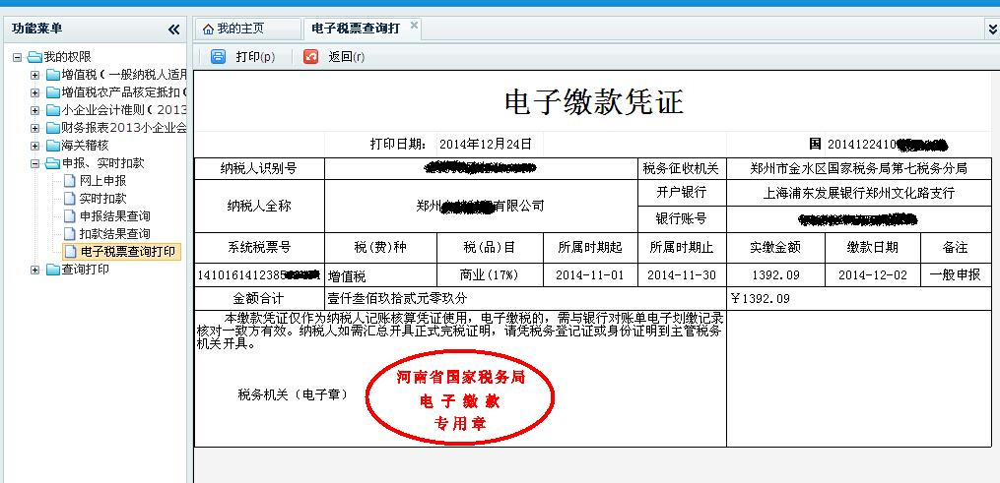 功能菜单
我的权限
增值税（一般纳税人适用
增值税农产品核定抵扣（
小企业会计准则（2013
财务报表2013小企业会
海关稽核
申报、实时扣款
网上申报
实时扣款
申报结果查询
扣款结果查询
电子税票查询打印
查询打印
我的主页
电子税票查询打
打印(p)
返回(r)
电子缴款凭证
打印日期： 2014年12月24日
国 2014122410
纳税人识别号
税务征收机关
郑州市金水区国家税务局第七税务分局
纳税人全称
郑州 有限公司
开户银行
上海浦东发展银行郑州文化路支行
银行账号
系统税票号 税(费)种 税(品)目 所属时期起 所属时期止 实缴金额 缴款日期 备注
1410161412385 增值税 商业(17%) 2014-11-01 2014-11-30 1392.09 2014-12-02 一般申报
金额合计 壹仟叁佰玖拾贰元零玖分 ￥1392.09
本缴款凭证仅作为纳税人记账核算凭证使用，电子缴税的，需与银行对账单电子划缴记录
核对一致方有效。纳税人如需汇总开具正式完税证明，请凭税务登记证或身份证明到主管税务
机关开具。
税务机关（电子章）
河南省国家税务局
电子缴款
专用章